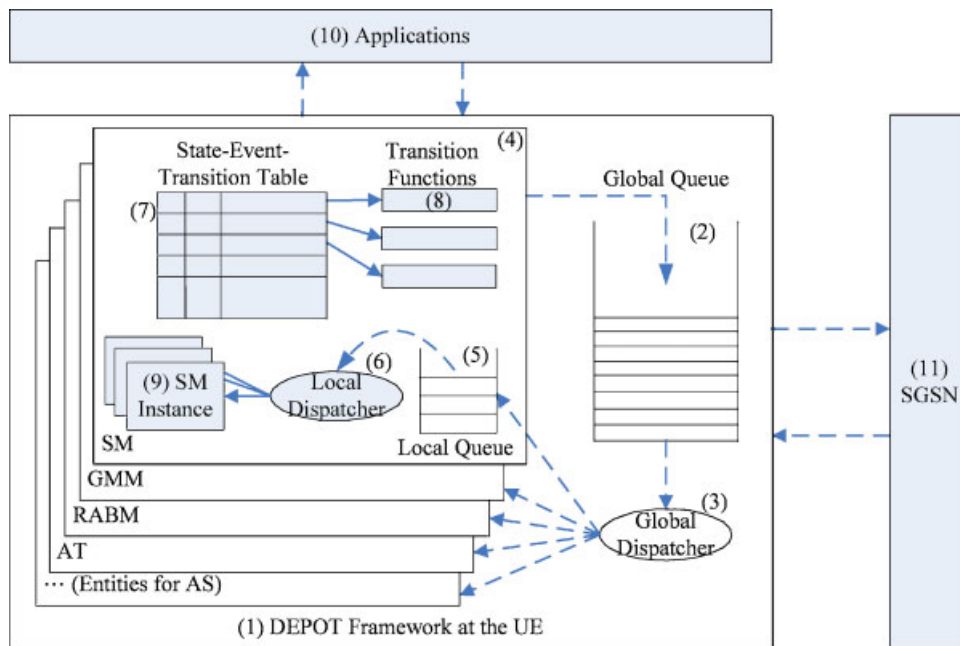 (10) Applications
(4)
State-Event-
Transition Table
Transition
Functions
(7)
(8)
Global Queue
(2)
(5)
(6)
(9) SM
Instance
Local
Dispatcher
SM
Local Queue
GMM
RABM
AT
... (Entities for AS)
(3)
Global
Dispatcher
(11)
SGSN
(1) DEPOT Framework at the UE